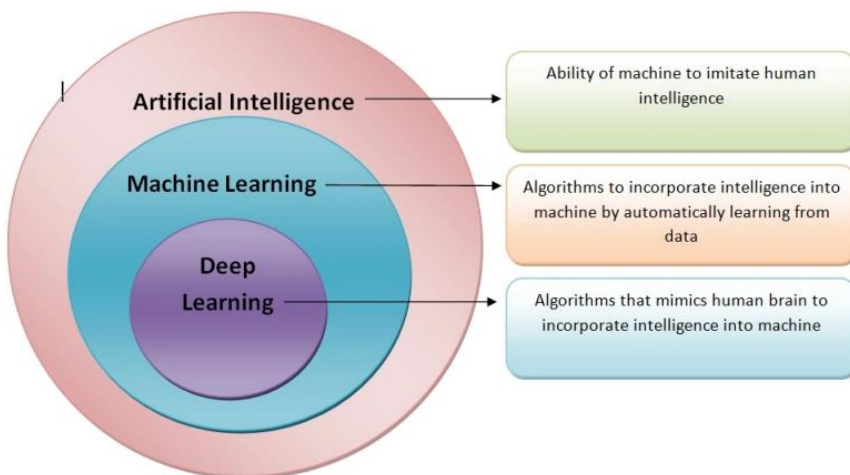 Artificial Intelligence
Ability of machine to imitate human
intelligence
Machine Learning
Algorithms to incorporate intelligence into
machine by automatically learning from
data
Deep
Learning
Algorithms that mimics human brain to
incorporate intelligence into machine